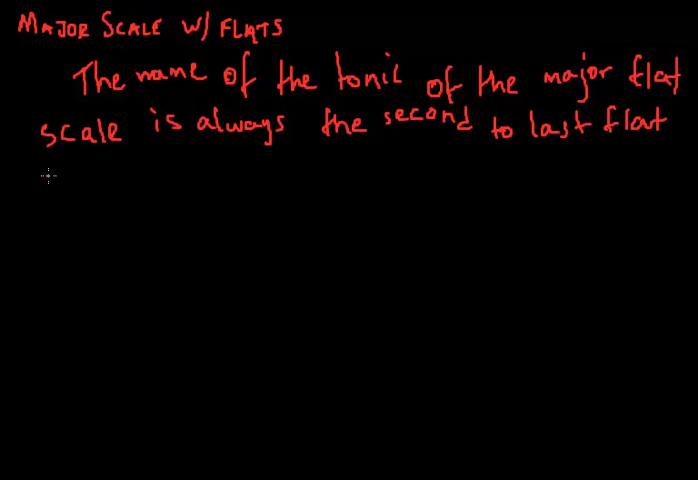 MAJOR SCALE W/ FLATS
The name of the tonic of the major flat
scale is always the second to last flat